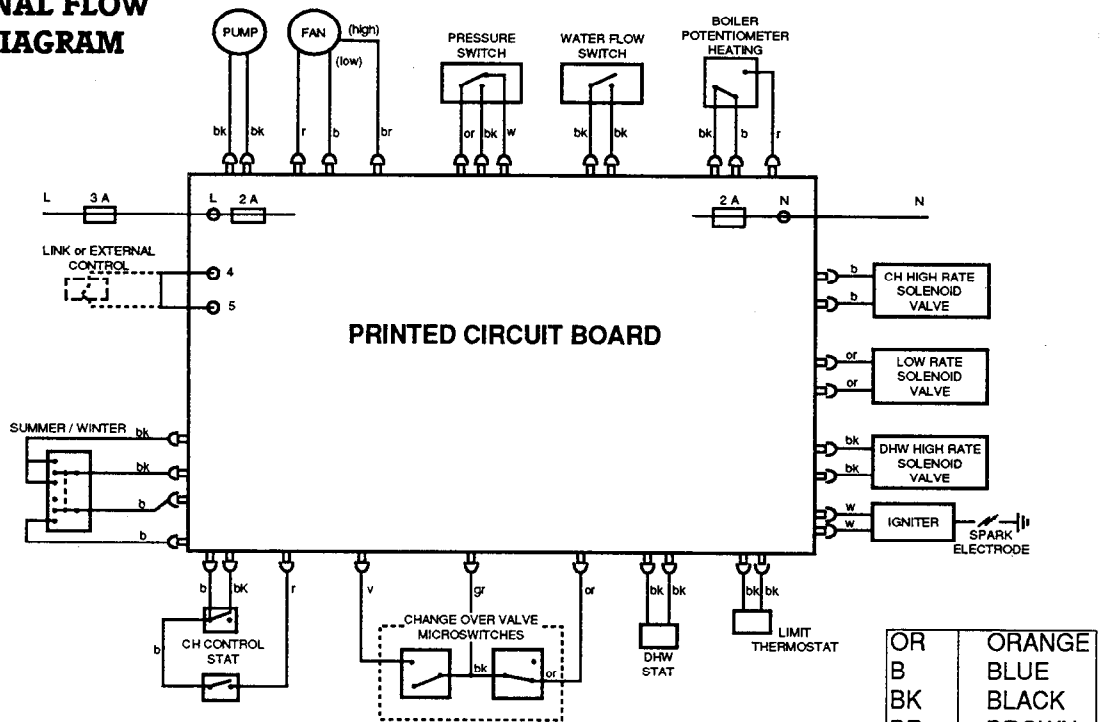 NAL FLOW
IAGRAM
PUMP
FAN
(high)
(low)
PRESSURE
SWITCH
WATER FLOW
SWITCH
BOILER
POTENTIOMETER
HEATING
bk
bk
r
b
br
or
bk
w
bk
bk
bk
b
r
L
3 A
L
2 A
2 A
N
N
LINK or EXTERNAL
CONTROL
4
5
PRINTED CIRCUIT BOARD
b
b
CH HIGH RATE
SOLENOID
VALVE
or
or
LOW RATE
SOLENOID
VALVE
bk
bk
DHW HIGH RATE
SOLENOID
VALVE
w
w
IGNITER
SPARK
ELECTRODE
SUMMER / WINTER
bk
bk
b
b
b
bK
r
v
gr
or
bk
bk
bk
bk
CH CONTROL
STAT
b
CHANGE OVER VALVE
MICROSWITCHES
bk
or
DHW
STAT
LIMIT
THERMOSTAT
OR ORANGE
B BLUE
BK BLACK